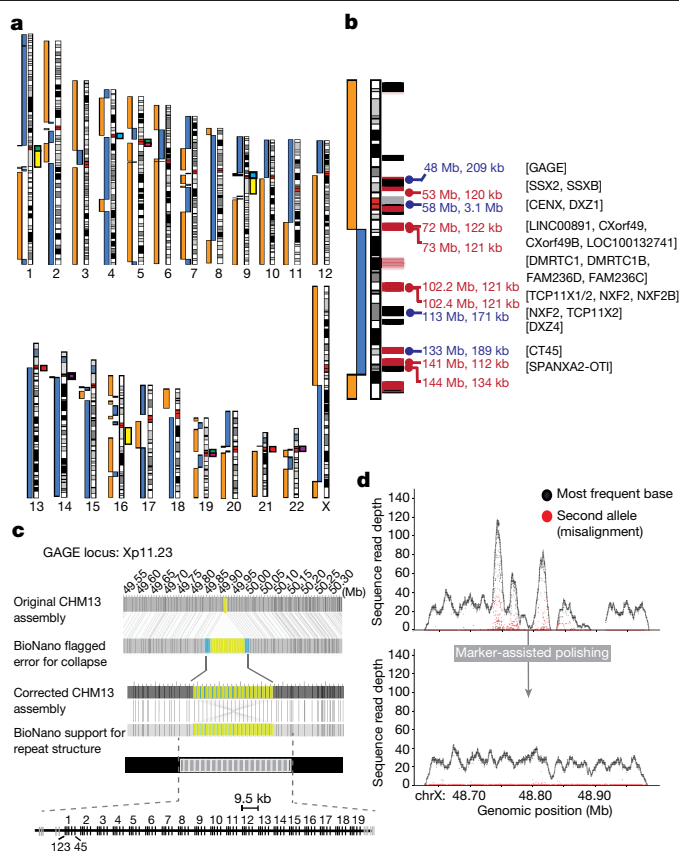 a
1 2 3 4 5 6 7 8 9 10 11 12
13 14 15 16 17 18 19 20 21 22 X
b
48 Mb, 209 kb [GAGE]
53 Mb, 120 kb [SSX2, SSXB]
58 Mb, 3.1 Mb [CENX, DXZ1]
72 Mb, 122 kb [LINC00891, CXorf49,
73 Mb, 121 kb CXorf49B, LOC100132741]
[DMRTC1, DMRTC1B,
FAM236D, FAM236C]
102.2 Mb, 121 kb [TCP11X1/2, NXF2, NXF2B]
102.4 Mb, 121 kb [NXF2, TCP11X2]
113 Mb, 171 kb [DXZ4]
133 Mb, 189 kb [CT45]
141 Mb, 112 kb [SPANXA2-OTI]
144 Mb, 134 kb
c
GAGE locus: Xp11.23
49.55 49.60 49.65 49.70 49.75 49.80 49.85 49.90 49.95 50.00 50.05 50.10 50.15 50.20 50.25 50.30 (Mb)
Original CHM13
assembly
BioNano flagged
error for collapse
Corrected CHM13
assembly
BioNano support for
repeat structure
9.5 kb
1 2 3 4 5 6 7 8 9 10 11 12 13 14 15 16 17 18 19
123 45
d
Most frequent base
Second allele
(misalignment)
Sequence read depth
140
120
100
80
60
40
20
0
Marker-assisted polishing
Sequence read depth
140
120
100
80
60
40
20
0
chrX: 48.70 48.80 48.90
Genomic position (Mb)